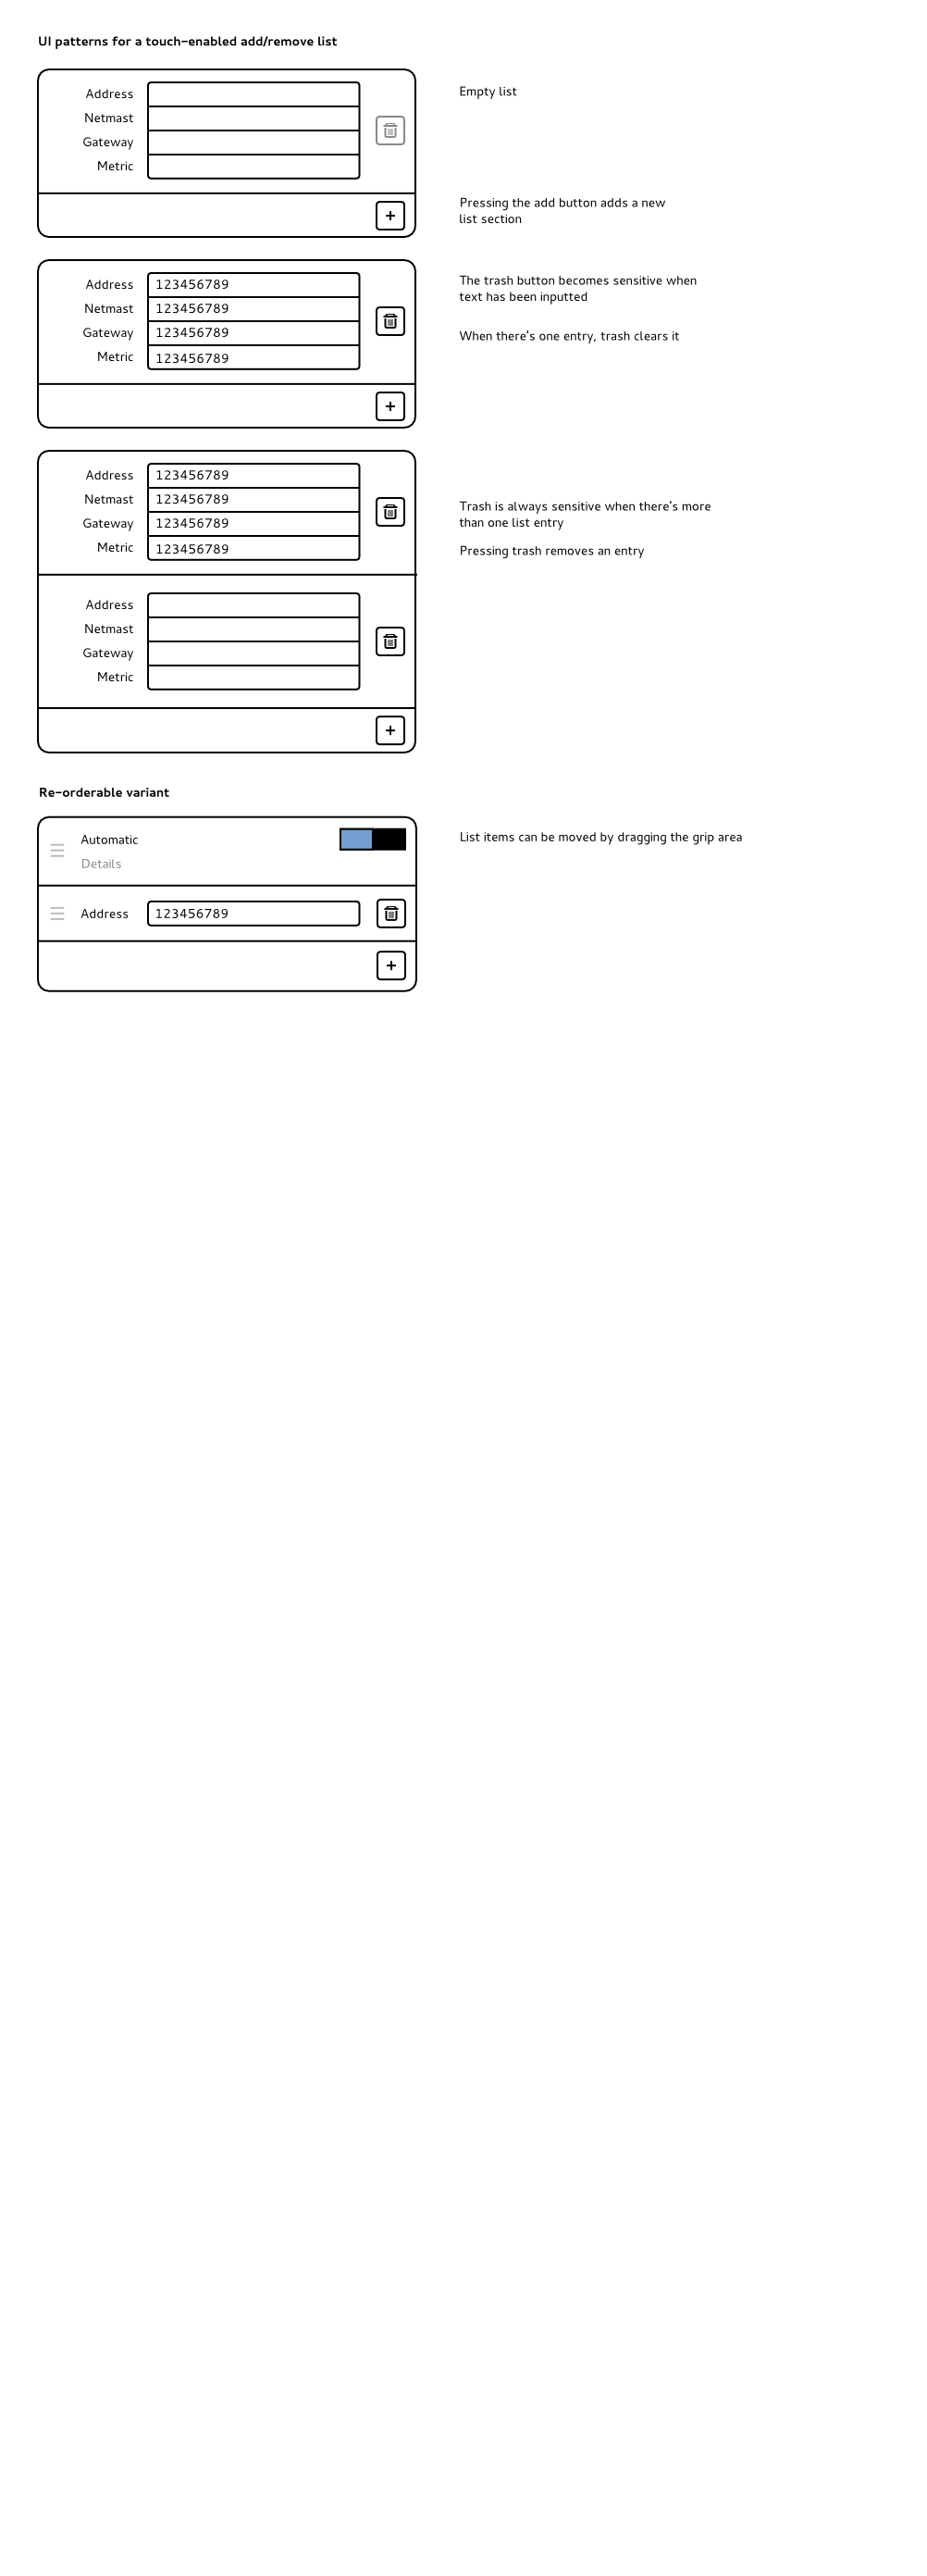 UI patterns for a touch-enabled add/remove list
Address
Netmast
Gateway
Metric
Empty list
+
Pressing the add button adds a new
list section
Address 123456789
Netmast 123456789
Gateway 123456789
Metric 123456789
The trash button becomes sensitive when
text has been inputted
When there's one entry, trash clears it
+
Address 123456789
Netmast 123456789
Gateway 123456789
Metric 123456789
Trash is always sensitive when there's more
than one list entry
Pressing trash removes an entry
Address
Netmast
Gateway
Metric
+
Re-orderable variant
Automatic
Details
List items can be moved by dragging the grip area
Address 123456789
+